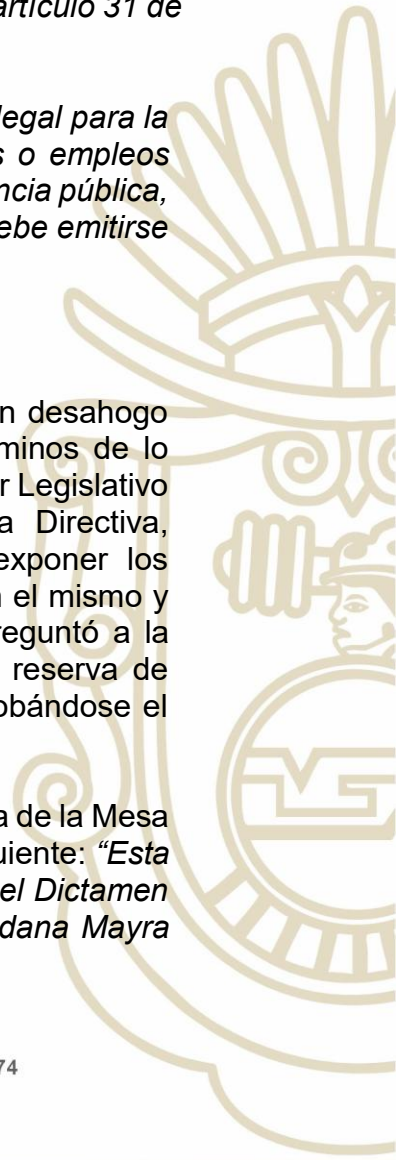 artículo 31 de
legal para la
s o empleos
ncia pública,
ebe emitirse
n desahogo
minos de lo
r Legislativo
a Directiva,
exponer los
n el mismo y
reguntó a la
reserva de
obándose el
a de la Mesa
uiente: “Esta
el Dictamen
dana Mayra
74